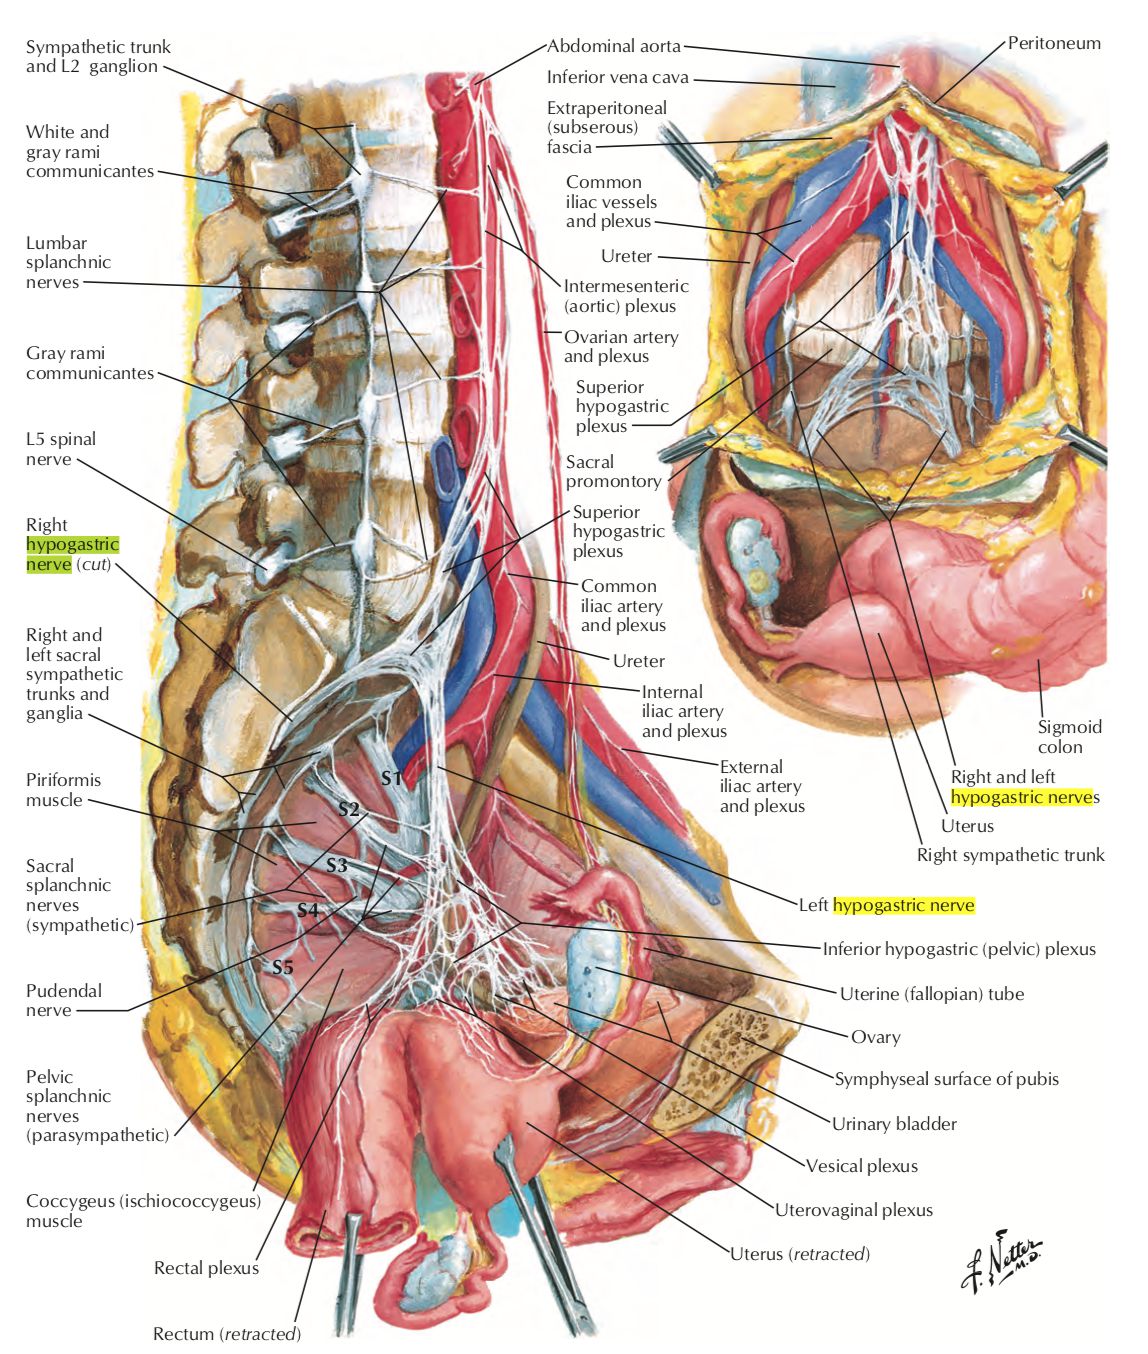 Sympathetic trunk
and L2 ganglion
White and
gray rami
communicantes
Lumbar
splanchnic
nerves
Gray rami
communicantes
L5 spinal
nerve
Right
hypogastric
nerve (cut)
Right and
left sacral
sympathetic
trunks and
ganglia
Piriformis
muscle
Sacral
splanchnic
nerves
(sympathetic)
Pudendal
nerve
Pelvic
splanchnic
nerves
(parasympathetic)
Coccygeus (ischiococcygeus)
muscle
Rectal plexus
Rectum (retracted)
S1
S2
S3
S4
S5
Abdominal aorta
Inferior vena cava
Extraperitoneal
(subserous)
fascia
Common
iliac vessels
and plexus
Ureter
Intermesenteric
(aortic) plexus
Ovarian artery
and plexus
Superior
hypogastric
plexus
Sacral
promontory
Superior
hypogastric
plexus
Common
iliac artery
and plexus
Ureter
Internal
iliac artery
and plexus
External
iliac artery
and plexus
Peritoneum
Sigmoid
colon
Right and left
hypogastric nerves
Uterus
Right sympathetic trunk
Left hypogastric nerve
Inferior hypogastric (pelvic) plexus
Uterine (fallopian) tube
Ovary
Symphyseal surface of pubis
Urinary bladder
Vesical plexus
Uterovaginal plexus
Uterus (retracted)
F. Netter
M.D.